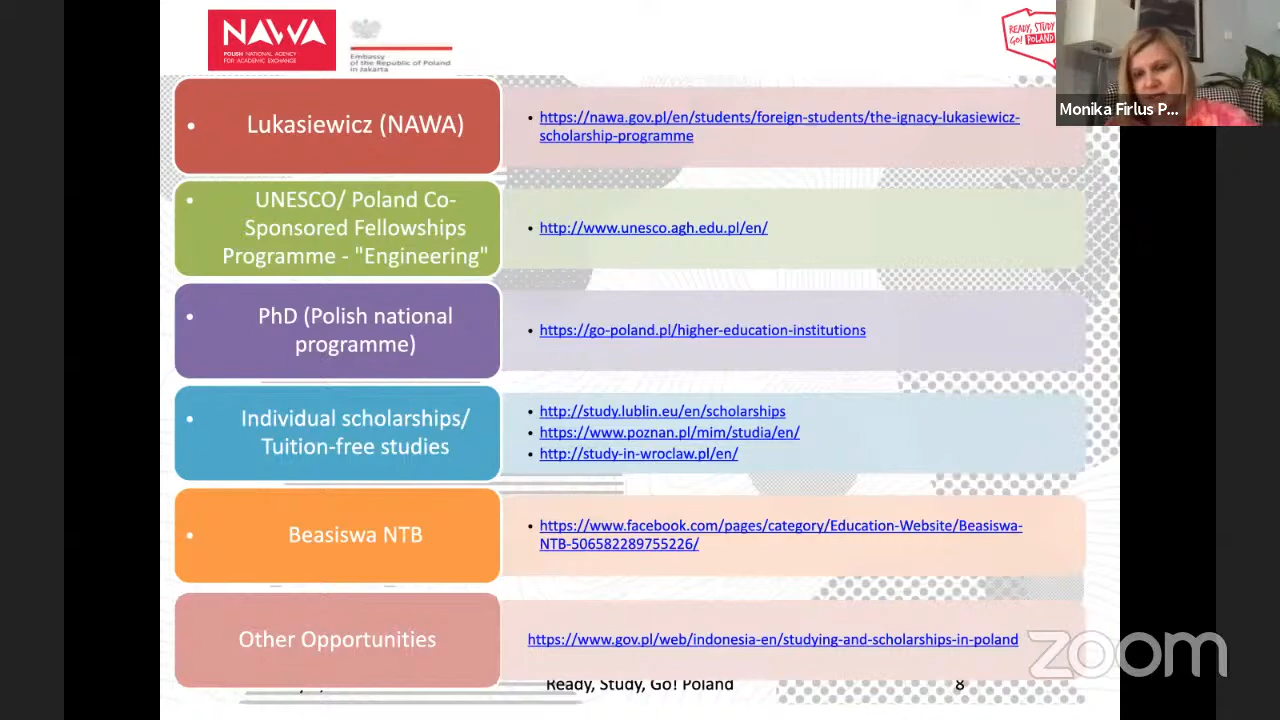 NAWA
POLISH NATIONAL AGENCY
FOR ACADEMIC EXCHANGE
Embassy
of the Republic of Poland
in Jakarta
READY, STUDY
GO! POLAND
Monika Firlus P...
• Lukasiewicz (NAWA)
• https://nawa.gov.pl/en/students/foreign-students/the-ignacy-lukasiewicz-
scholarship-programme
• UNESCO/ Poland Co-
Sponsored Fellowships
Programme - "Engineering"
• http://www.unesco.agh.edu.pl/en/
• PhD (Polish national
programme)
• https://go-poland.pl/higher-education-institutions
• Individual scholarships/
Tuition-free studies
• http://study.lublin.eu/en/scholarships
• https://www.poznan.pl/mim/studia/en/
• http://study-in-wroclaw.pl/en/
• Beasiswa NTB
• https://www.facebook.com/pages/category/Education-Website/Beasiswa-
NTB-506582289755226/
Other Opportunities
https://www.gov.pl/web/indonesia-en/studying-and-scholarships-in-poland
zoom
Ready, Study, Go! Poland
8